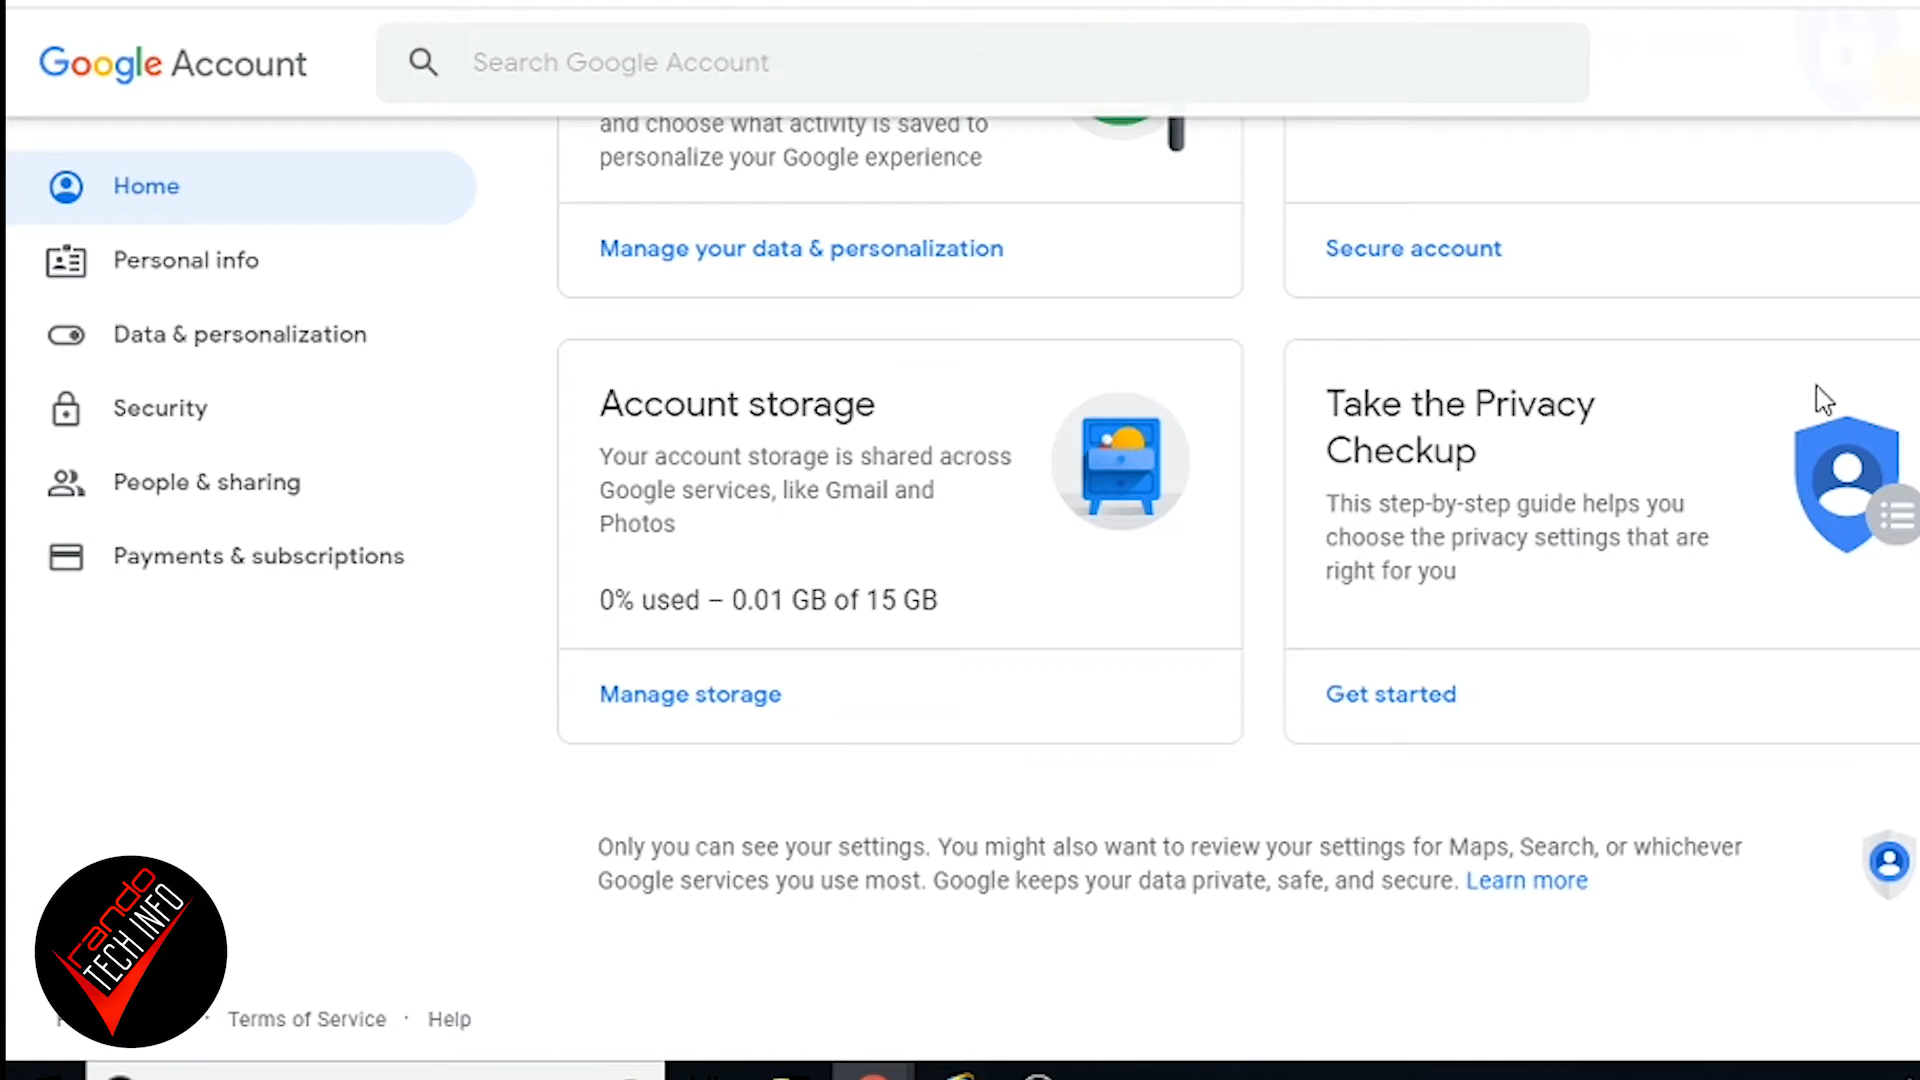 Google Account
Search Google Account
and choose what activity is saved to
personalize your Google experience
Home
Personal info
Data & personalization
Security
People & sharing
Payments & subscriptions
Manage your data & personalization
Secure account
Account storage
Your account storage is shared across
Google services, like Gmail and
Photos
0% used – 0.01 GB of 15 GB
Manage storage
Take the Privacy
Checkup
This step-by-step guide helps you
choose the privacy settings that are
right for you
Get started
Only you can see your settings. You might also want to review your settings for Maps, Search, or whichever
Google services you use most. Google keeps your data private, safe, and secure. Learn more
rando
TECH INFO
Terms of Service · Help